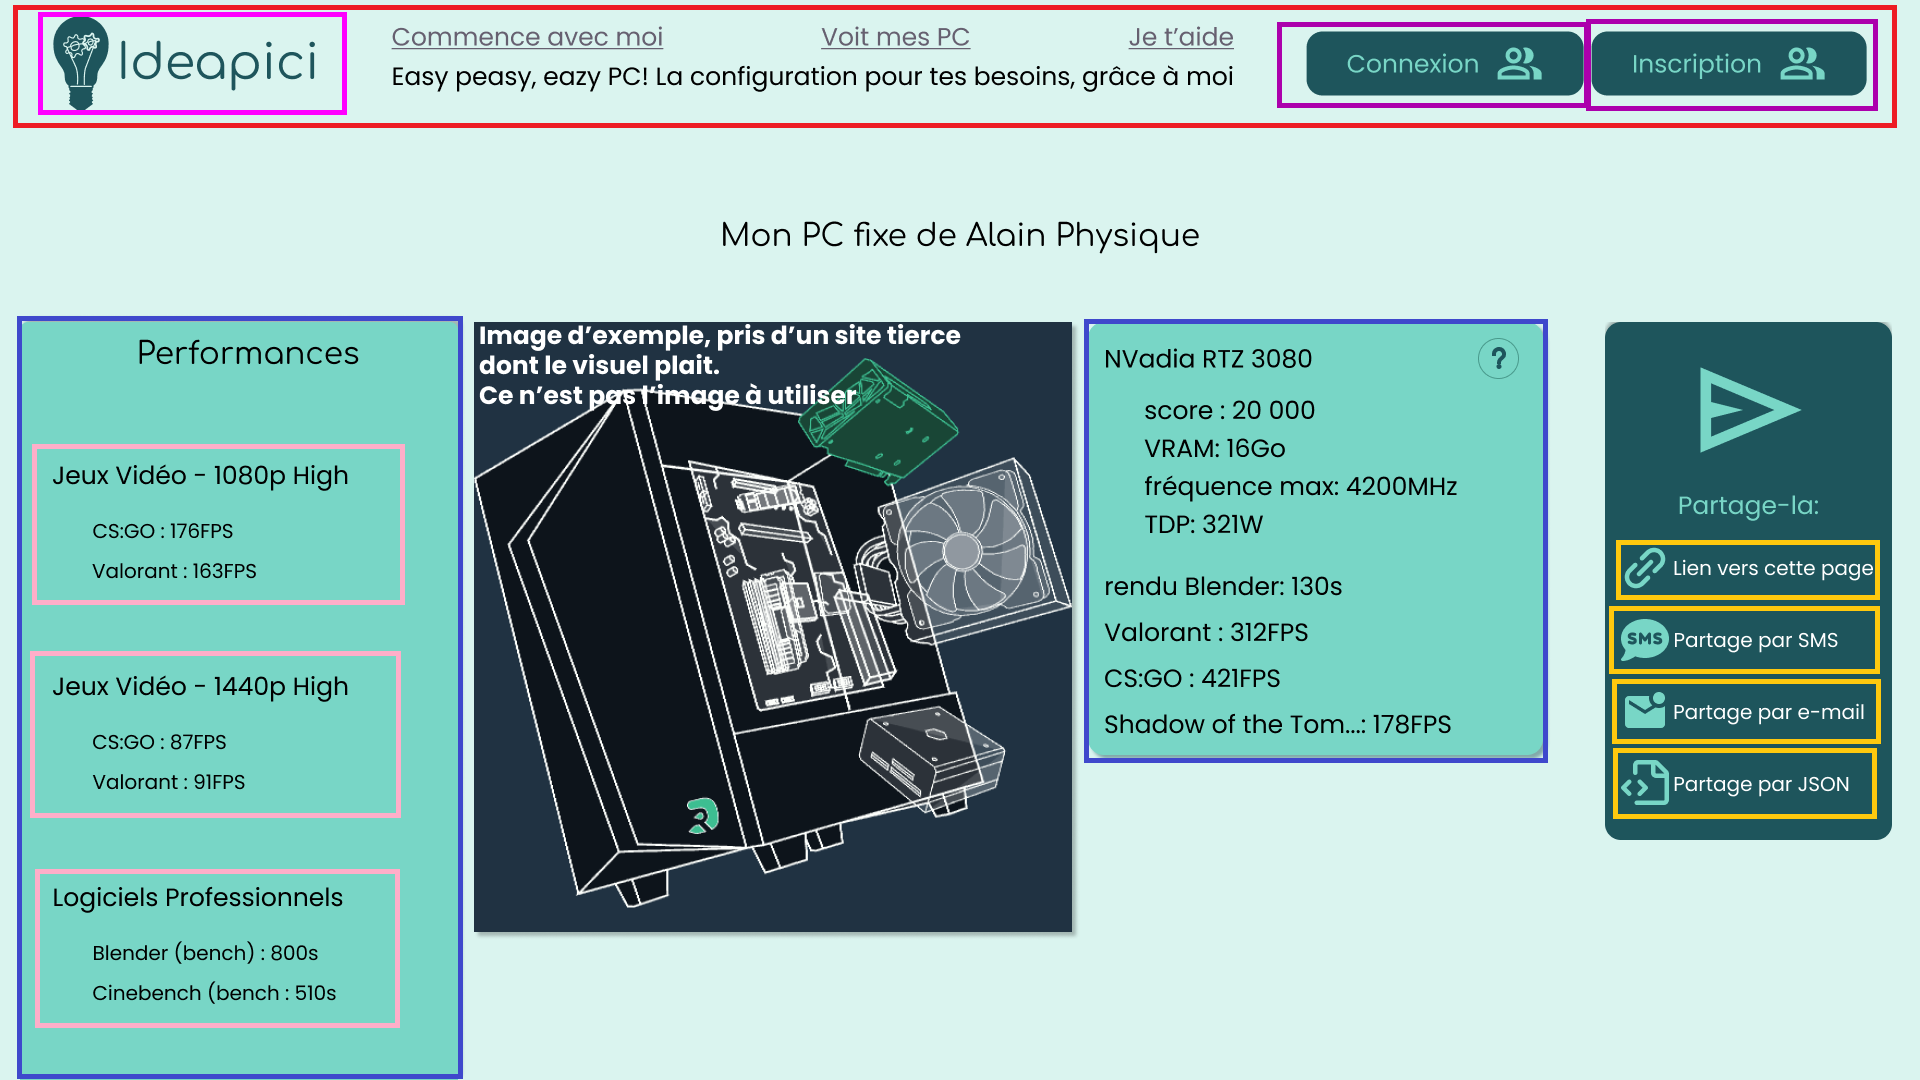 Ideapici
Commence avec moi
Voit mes PC
Je t’aide
Easy peasy, eazy PC! La configuration pour tes besoins, grâce à moi
Connexion
Inscription
Mon PC fixe de Alain Physique
Performances
Jeux Vidéo - 1080p High
CS:GO : 176FPS
Valorant : 163FPS
Jeux Vidéo - 1440p High
CS:GO : 87FPS
Valorant : 91FPS
Logiciels Professionnels
Blender (bench) : 800s
Cinebench (bench : 510s
Image d’exemple, pris d’un site tierce
dont le visuel plait.
Ce n’est pas l’image à utiliser
NVadia RTZ 3080
?
score : 20 000
VRAM: 16Go
fréquence max: 4200MHz
TDP: 321W
rendu Blender: 130s
Valorant : 312FPS
CS:GO : 421FPS
Shadow of the Tom...: 178FPS
Partage-la:
Lien vers cette page
SMS Partage par SMS
Partage par e-mail
Partage par JSON